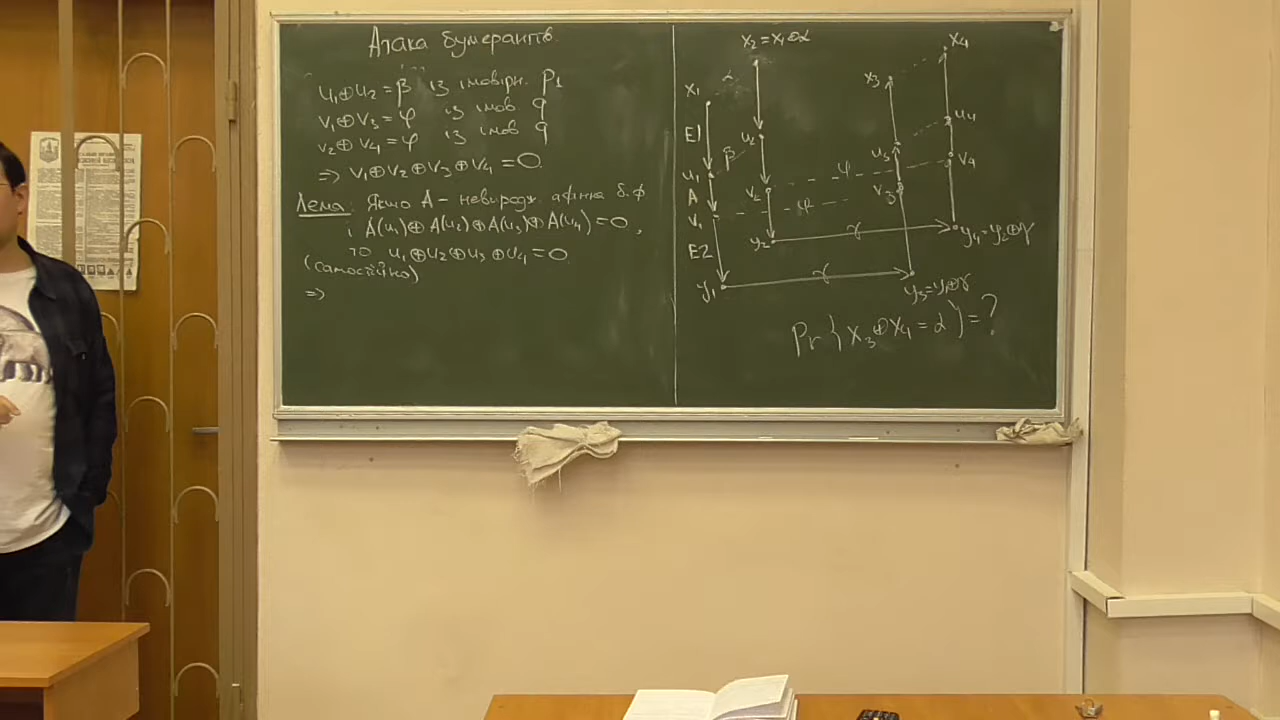 Атака бумерангів.
u₁⊕u₂ = β із імовірн. p₁
v₁⊕v₃ = φ із імов. q
v₂⊕v₄ = φ із імов q
⇒ v₁⊕v₂⊕v₃⊕v₄ = 0.
Лема: Якщо A – невиродж. афінна б.ф
і A(u₁)⊕A(u₂)⊕A(u₃)⊕A(u₄) = 0,
то u₁⊕u₂⊕u₃⊕u₄ = 0.
(самостійно)
⇒
x₂ = x₁⊕α
x₄
x₁
α
x₃
E1
u₂
u₄
β
u₃
u₁
φ
v₄
A
v₂
v₃
v₁
φ
E2
y₂
γ
y₄ = y₂⊕γ
y₁
γ
y₃ = y₁⊕γ
Pr{x₃⊕x₄ = α} = ?